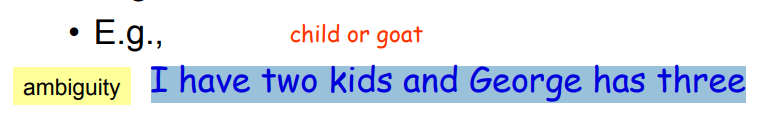 • E.g.,
child or goat
ambiguity
I have two kids and George has three